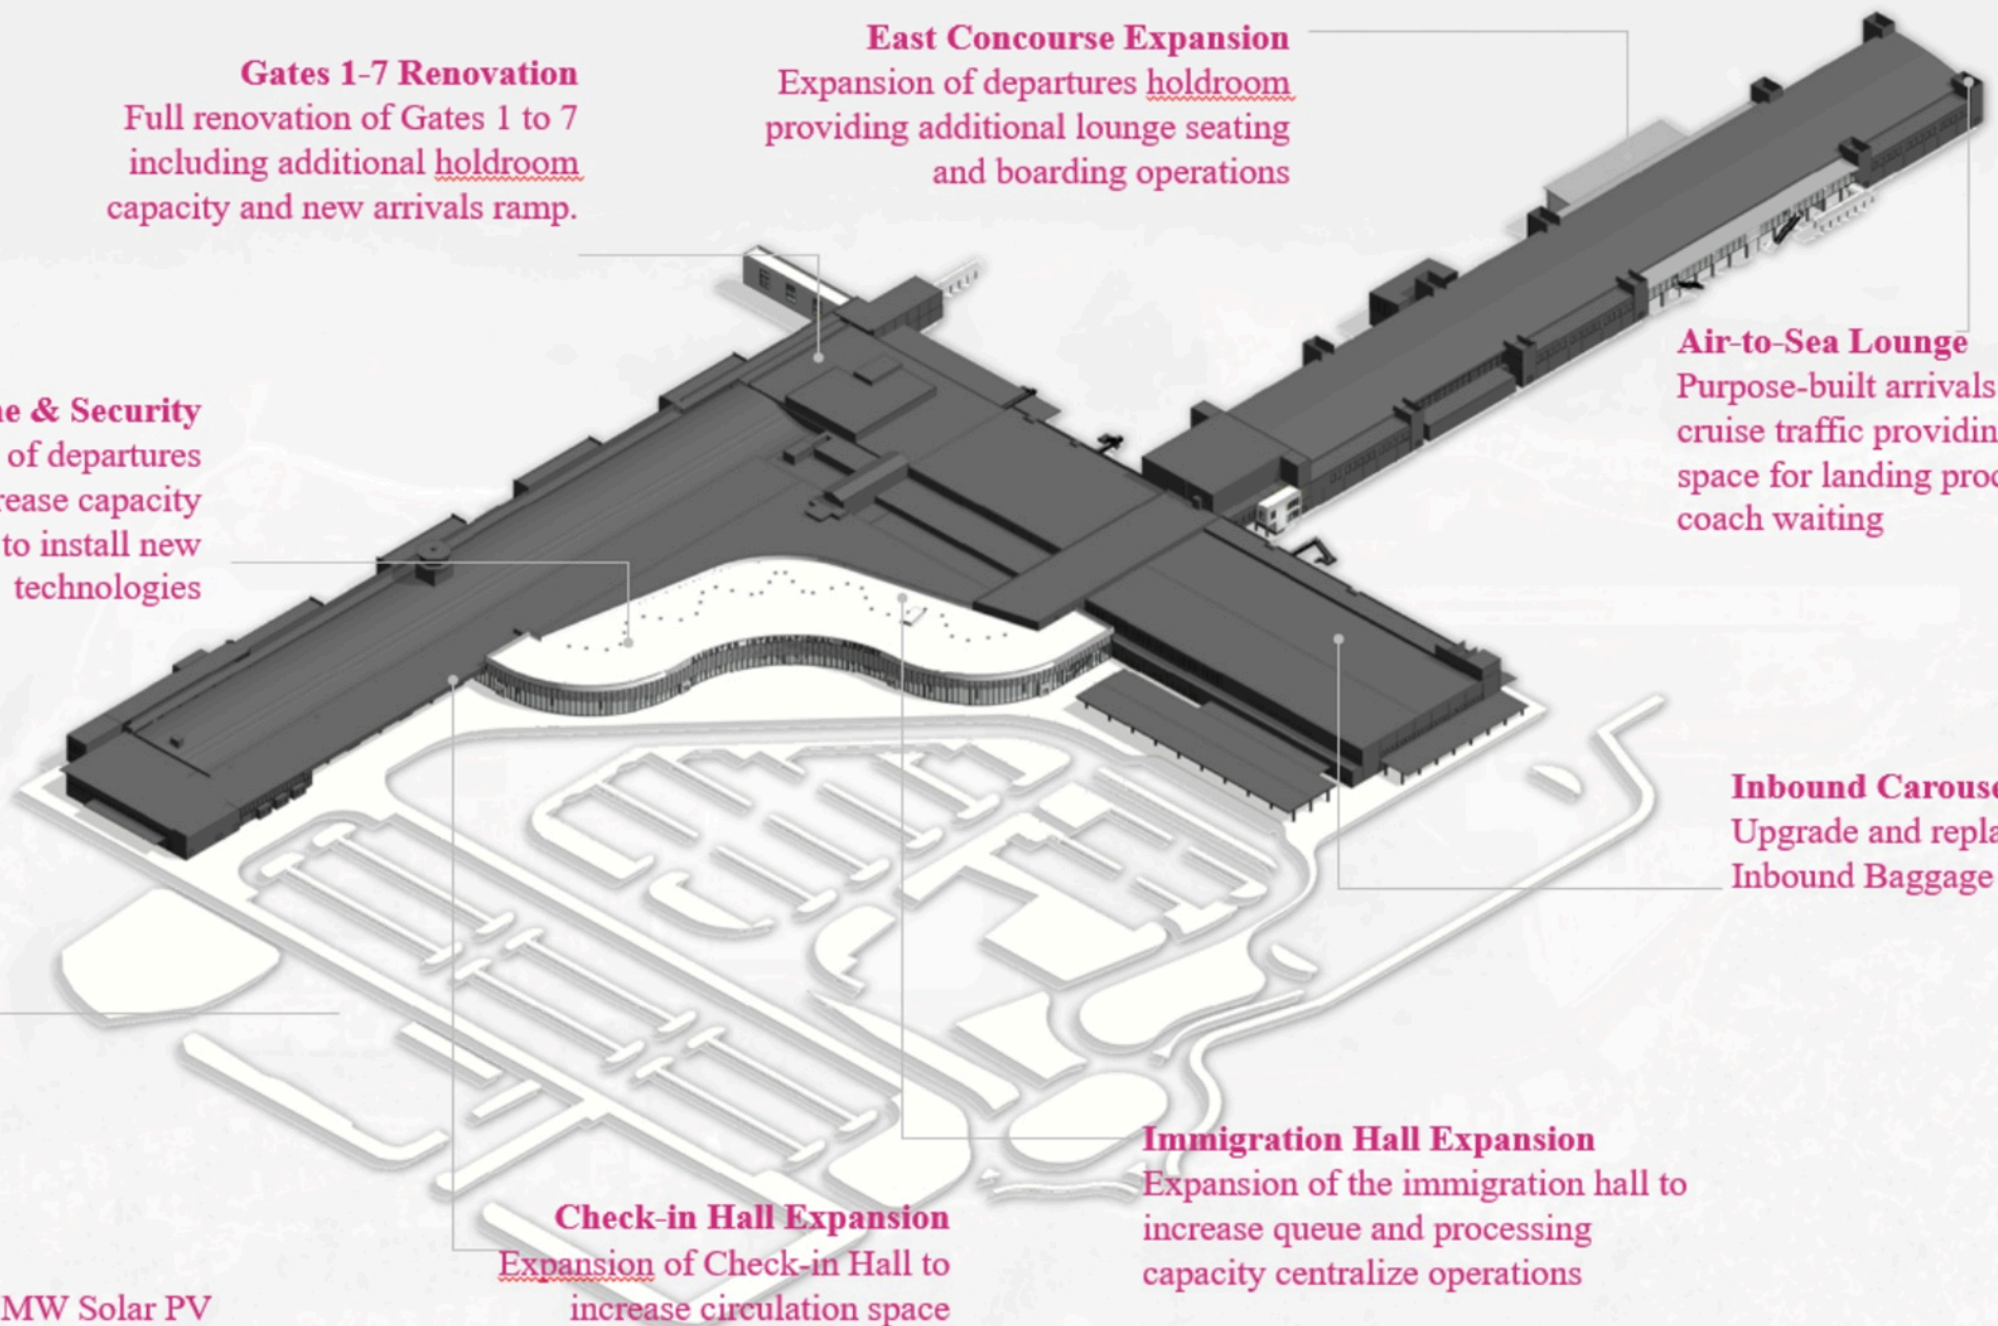 Gates 1-7 Renovation
Full renovation of Gates 1 to 7
including additional holdroom
capacity and new arrivals ramp.
East Concourse Expansion
Expansion of departures holdroom
providing additional lounge seating
and boarding operations
& Security
of departures
capacity
to install new
technologies
Air-to-Sea Lounge
Purpose-built arrivals
cruise traffic
space for landing
coach waiting
Inbound
Upgrade and
Inbound Baggage
Immigration Hall Expansion
Expansion of the immigration hall to
increase queue and processing
capacity centralize operations
Check-in Hall Expansion
Expansion of Check-in Hall to
increase circulation space
MW Solar PV